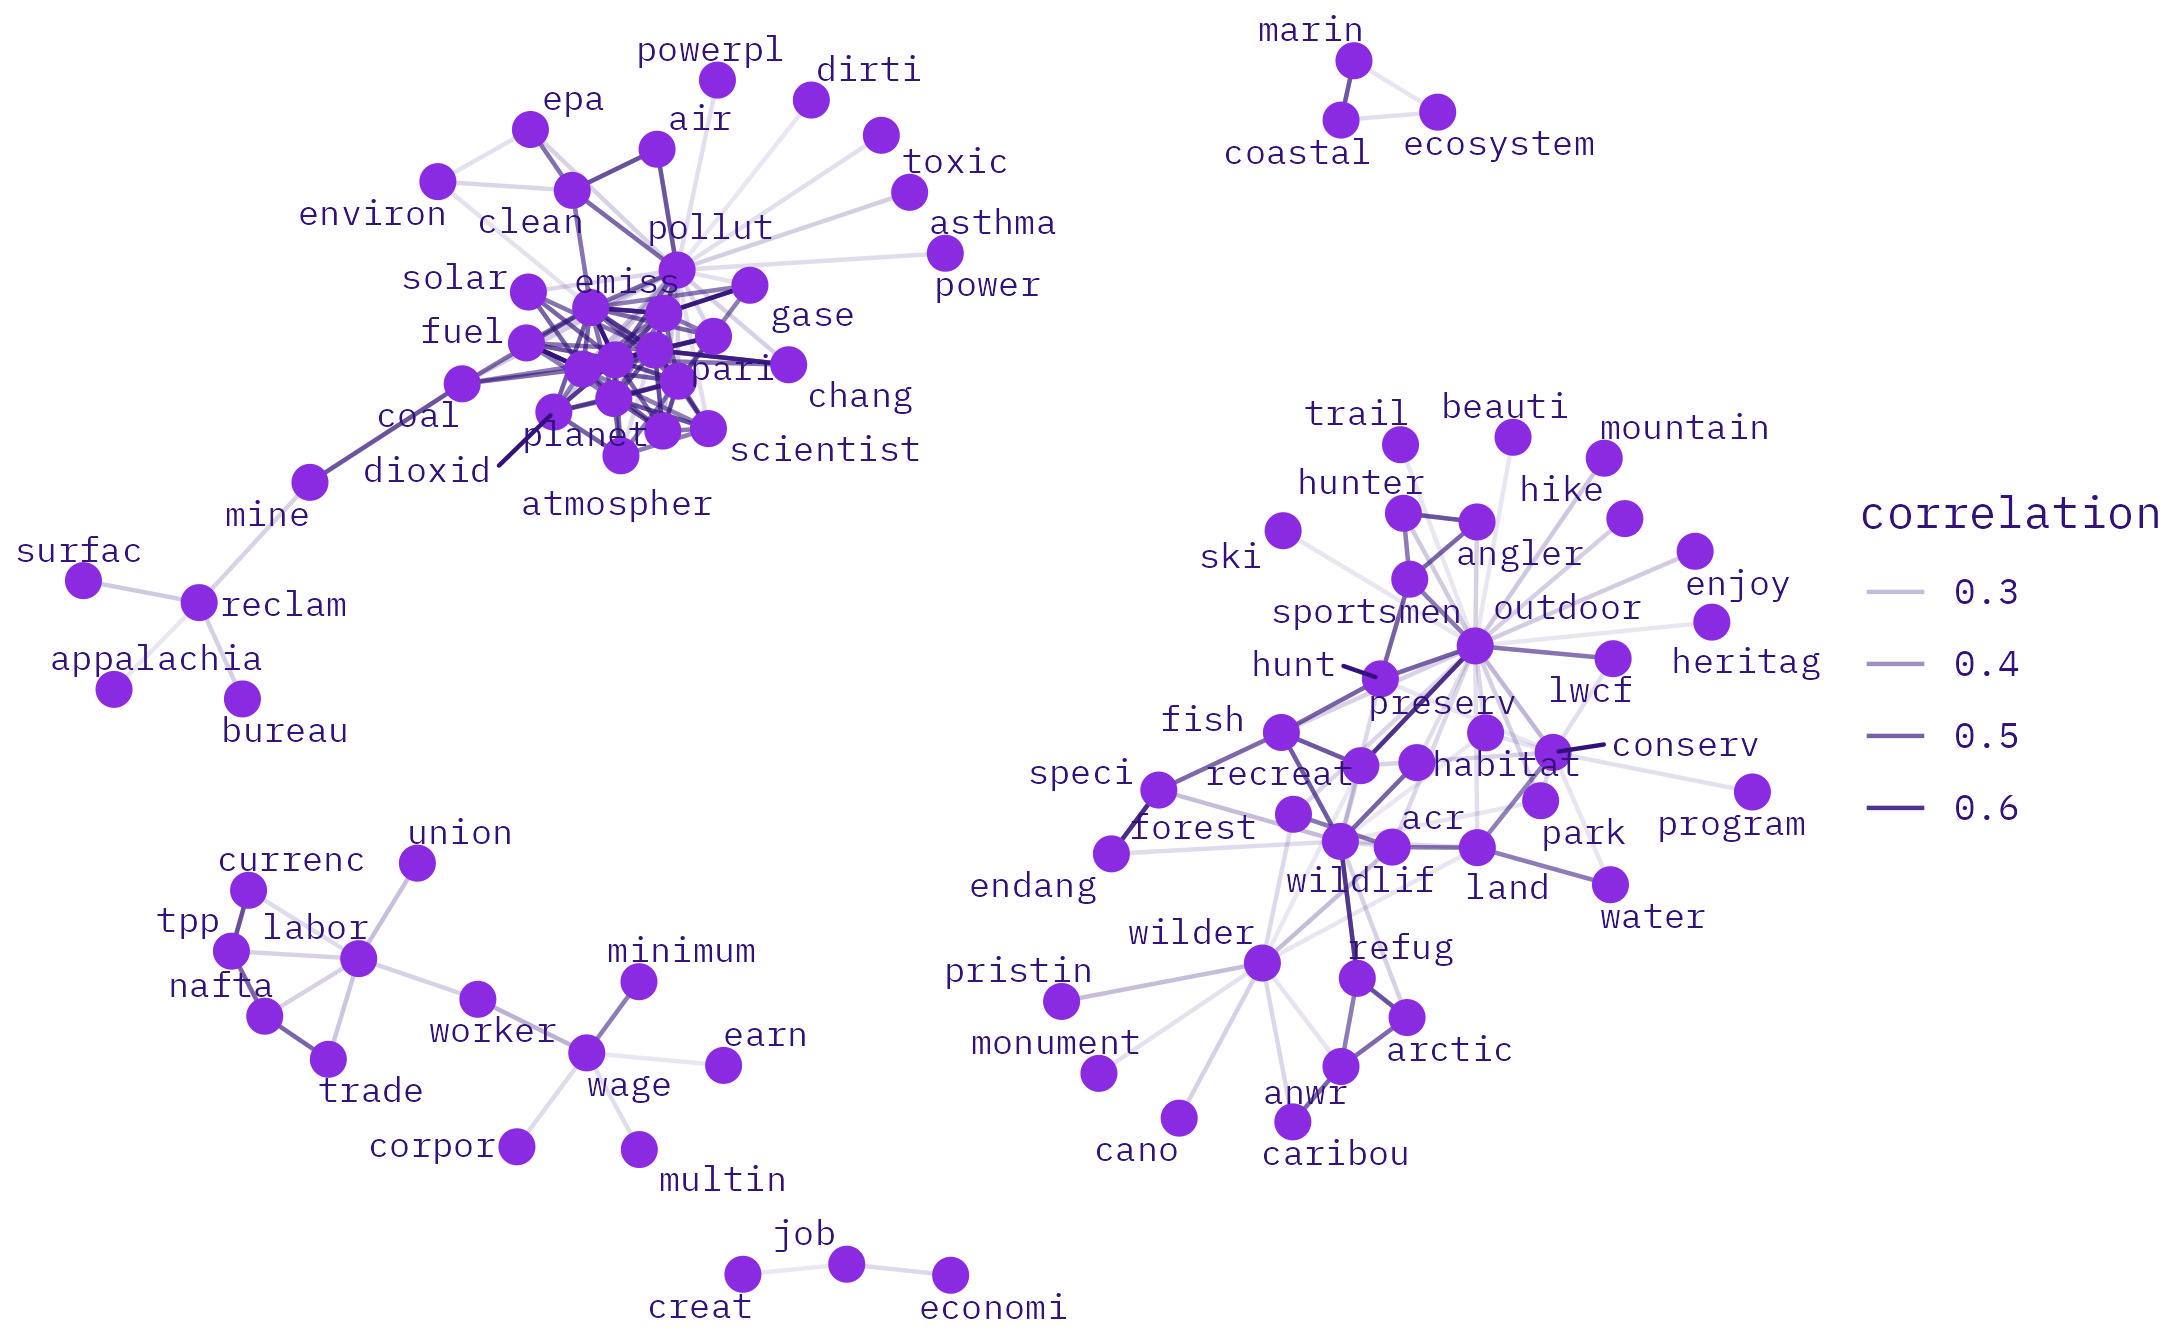 marin
powerpl
dirti
epa
air
coastal
ecosystem
toxic
environ
clean
pollut
asthma
solar
emiss
power
fuel
gase
pari
chang
coal
planet
scientist
dioxid
atmospher
mine
surfac
reclam
appalachia
bureau
trail
beauti
mountain
hunter
hike
ski
angler
enjoy
sportsmen
outdoor
hunt
heritag
preserv
lwcf
fish
conserv
speci
recreat
habitat
forest
acr
park
program
endang
wildlif
land
water
wilder
refug
pristin
monument
arctic
anwr
cano
caribou
correlation
0.3
0.4
0.5
0.6
union
currenc
tpp
labor
minimum
nafta
worker
earn
trade
wage
corpor
multin
job
creat
economi